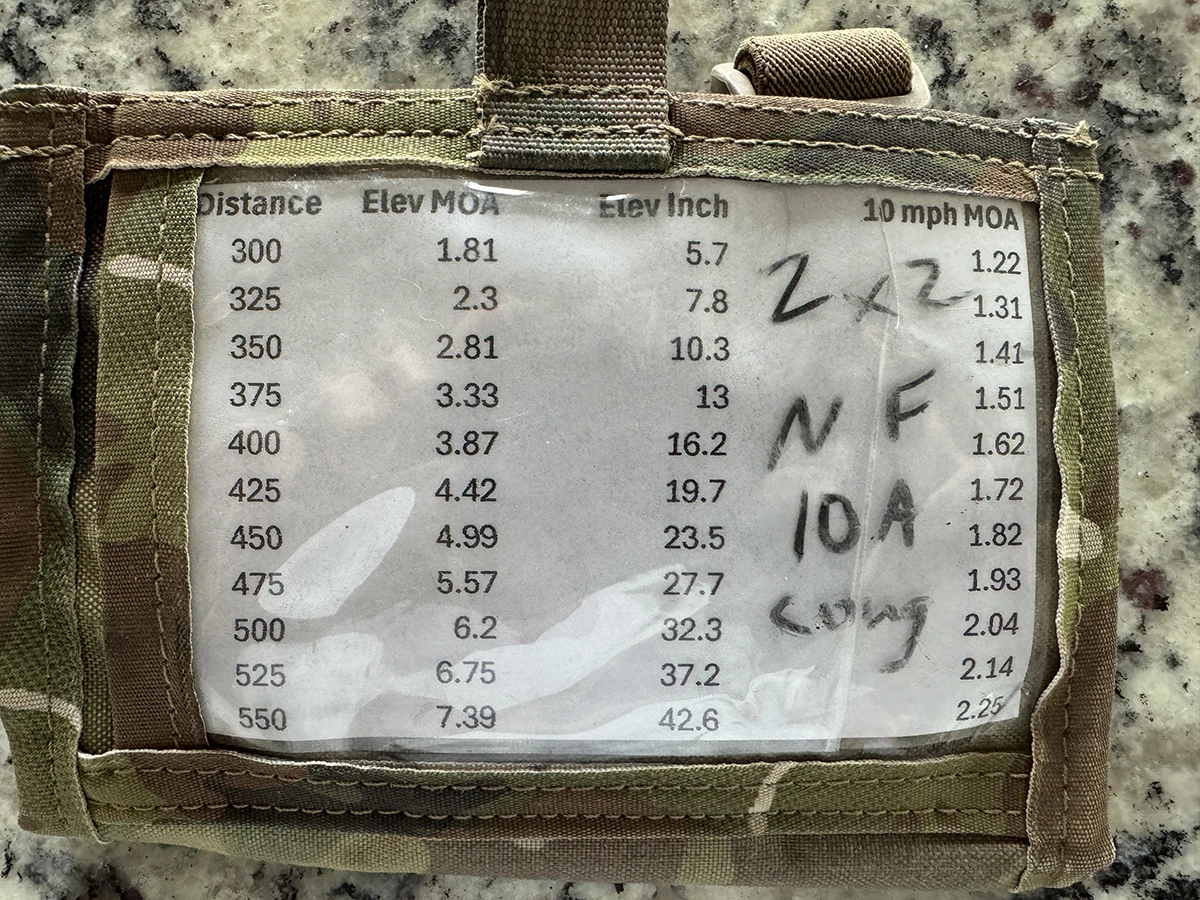 Distance Elev MOA Elev Inch 10 mph MOA
300 1.81 5.7 1.22
325 2.3 7.8 1.31
350 2.81 10.3 1.41
375 3.33 13 1.51
400 3.87 16.2 1.62
425 4.42 19.7 1.72
450 4.99 23.5 1.82
475 5.57 27.7 1.93
500 6.2 32.3 2.04
525 6.75 37.2 2.14
550 7.39 42.6 2.25
2 x 2
N F
10 A